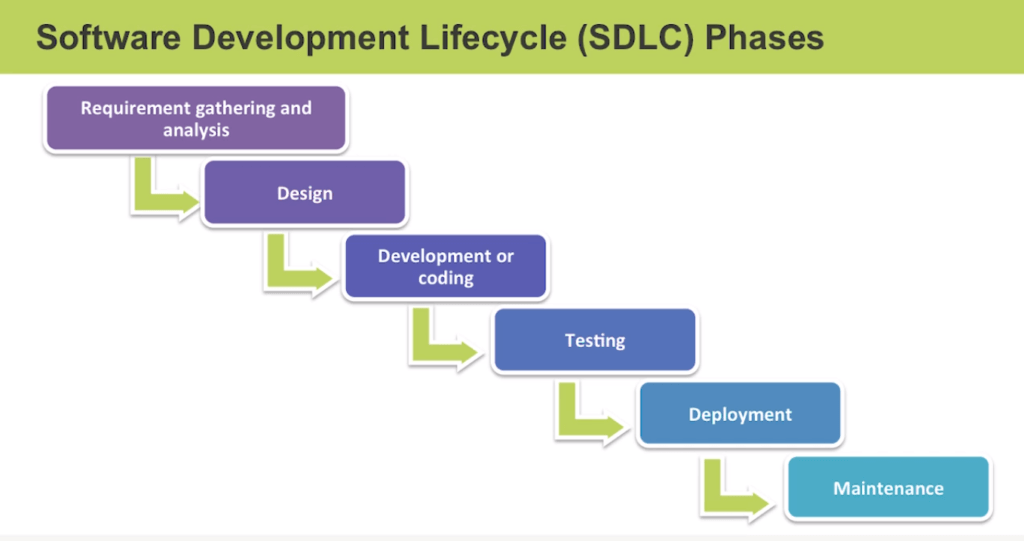 Software Development Lifecycle (SDLC) Phases
Requirement gathering and
analysis
Design
Development or
coding
Testing
Deployment
Maintenance